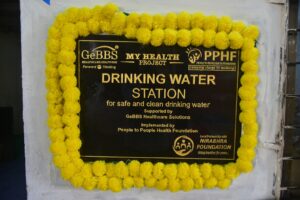 GeBBS
HEALTHCARE SOLUTIONS
MY HEALTH
PROJECT
PPHF
DRINKING WATER
STATION
for safe and clean drinking water
Supported by
GeBBS Healthcare Solutions
Implemented by
People to People Health Foundation
NIRABHRA
FOUNDATION